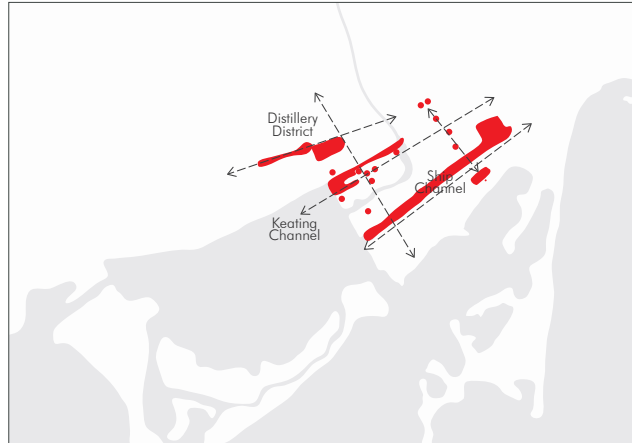 Distillery
District
Ship
Channel
Keating
Channel